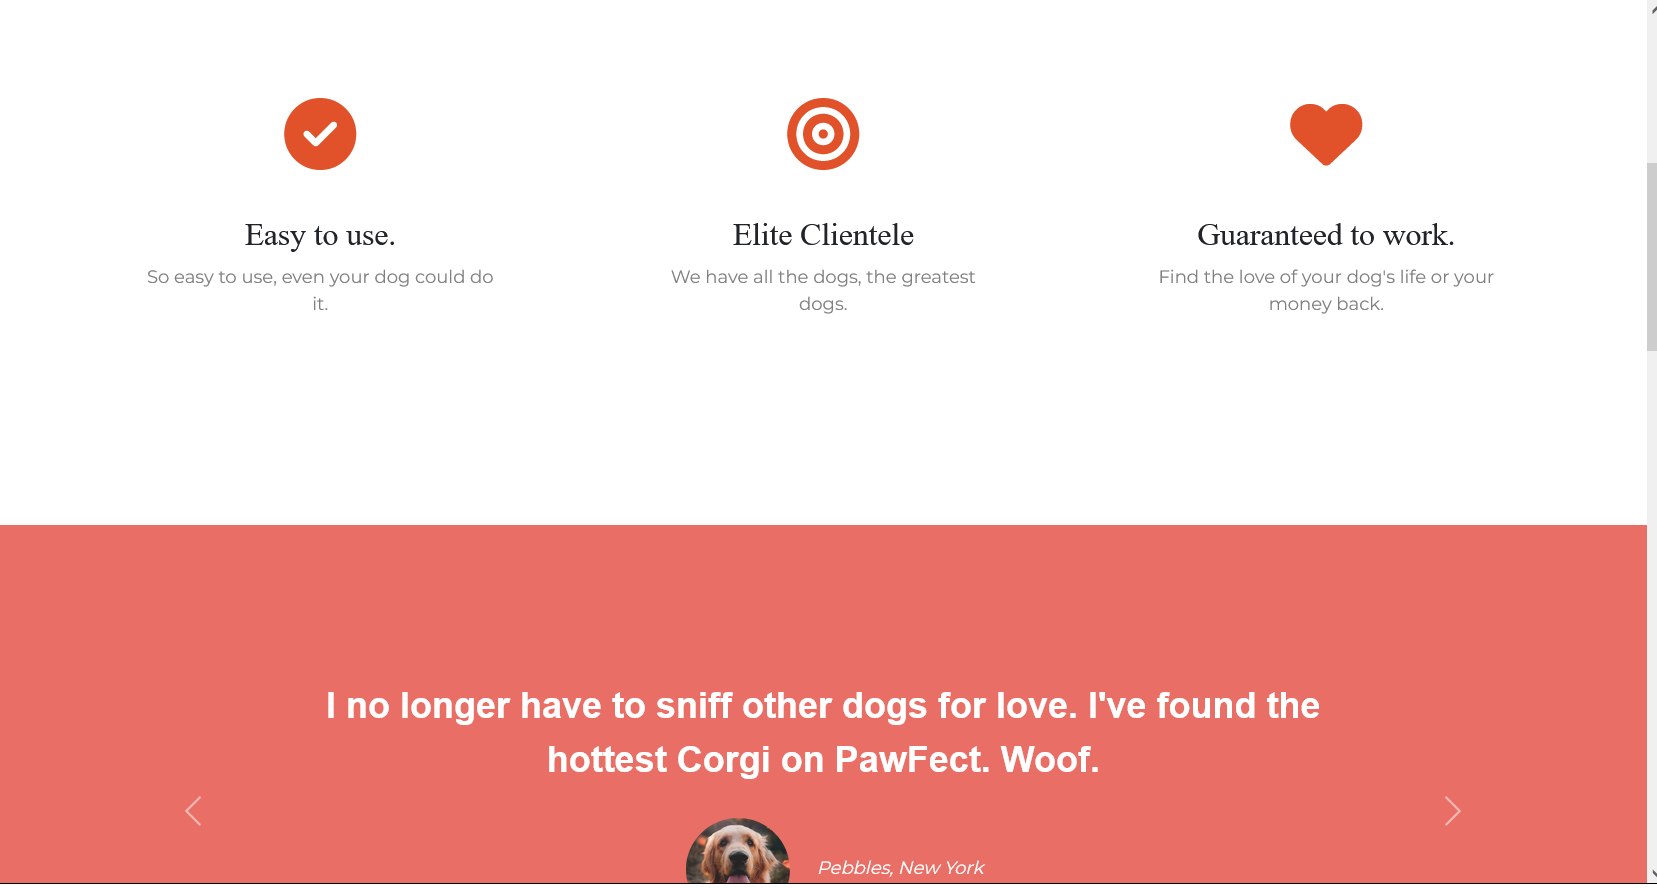 Easy to use.
So easy to use, even your dog could do
it.
Elite Clientele
We have all the dogs, the greatest
dogs.
Guaranteed to work.
Find the love of your dog's life or your
money back.
I no longer have to sniff other dogs for love. I've found the
hottest Corgi on PawFect. Woof.
Pebbles, New York